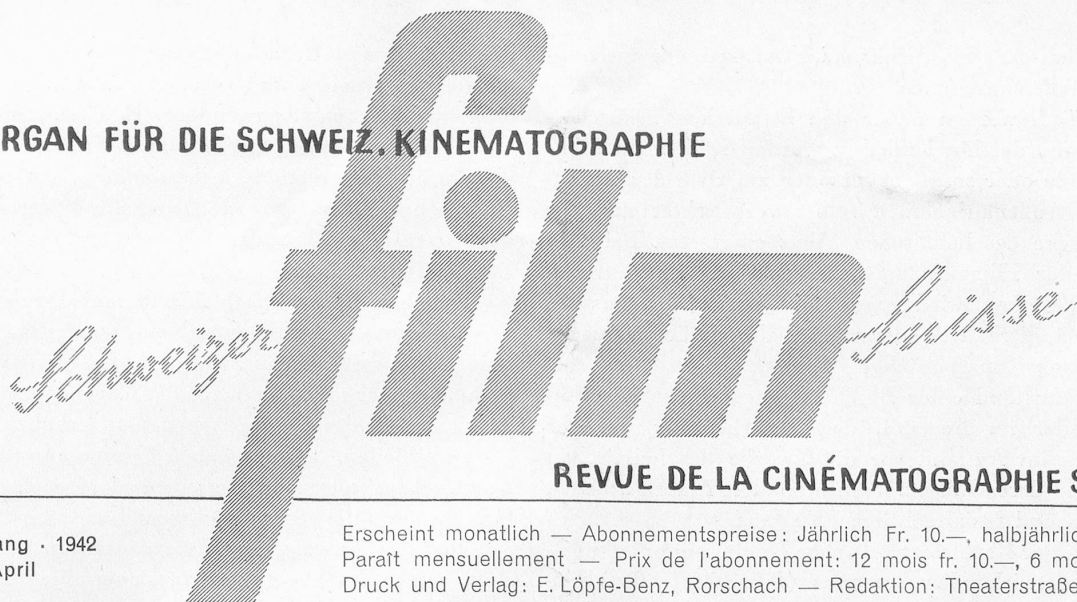 RGAN FÜR DIE SCHWEIZ. KINEMATOGRAPHIE
Schweizer film Suisse
REVUE DE LA CINÉMATOGRAPHIE S
ang · 1942
April
Erscheint monatlich — Abonnementspreise: Jährlich Fr. 10.—, halbjährlic
Paraît mensuellement — Prix de l'abonnement: 12 mois fr. 10.—, 6 mo
Druck und Verlag: E. Löpfe-Benz, Rorschach — Redaktion: Theaterstraße